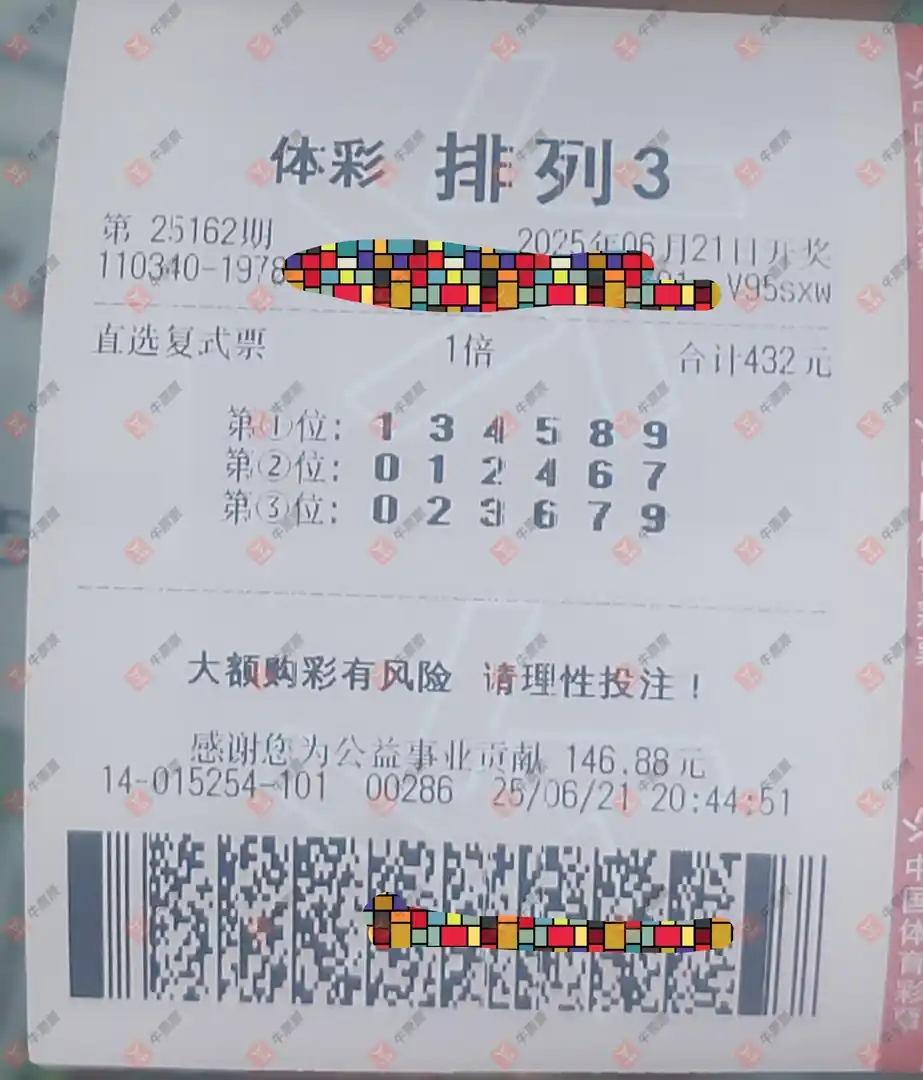 体彩 排列3
第 25162期 2025年06月21日开奖
110340-1978 V95sxw
直选复式票 1倍 合计432元
第①位: 1 3 4 5 8 9
第②位: 0 1 2 4 6 7
第③位: 0 2 3 6 7 9
大额购彩有风险 请理性投注!
感谢您为公益事业贡献 146.88元
14-015254-101 00286 25/06/21 20:44:51
中国体育彩